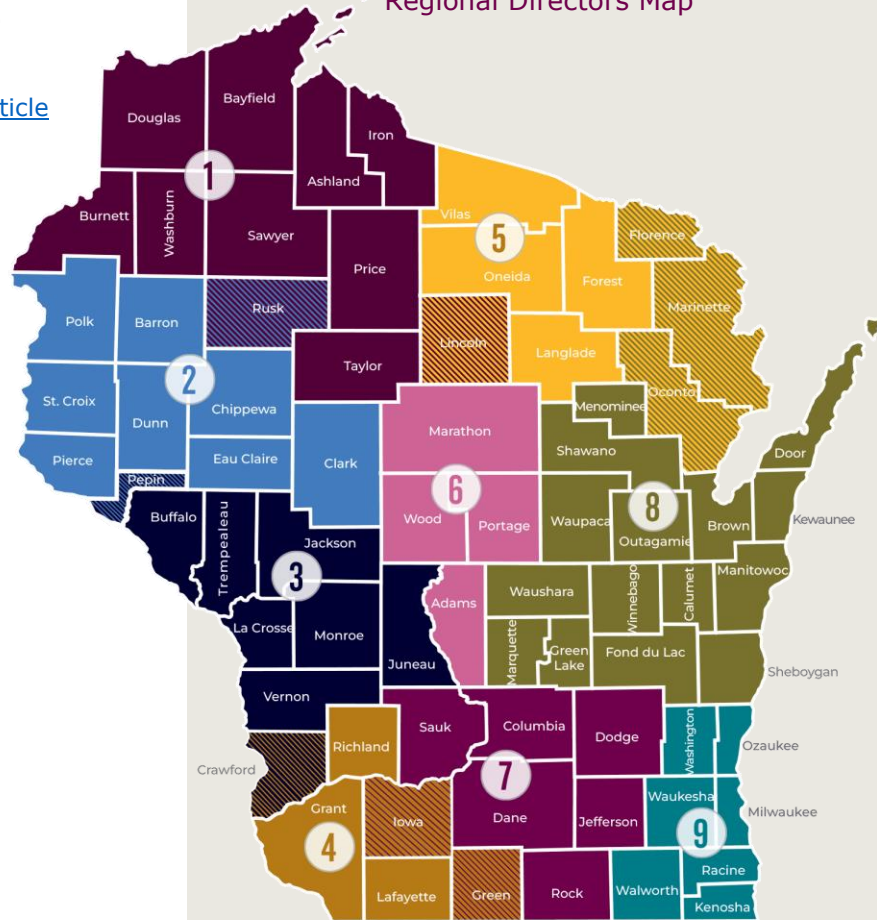 Regional Directors Map
ticle
Douglas
Bayfield
Iron
Ashland
1
Burnett
Washburn
Sawyer
Price
Vilas
5
Oneida
Florence
Forest
Marinette
Polk
Barron
Rusk
Lincoln
Langlade
Oconto
Taylor
2
St. Croix
Dunn
Chippewa
Menominee
Marathon
Shawano
Door
Pierce
Eau Claire
Clark
Pepin
6
Buffalo
Trempealeau
Wood
Portage
Waupaca
8
Outagamie
Brown
Kewaunee
Jackson
3
Manitowoc
Waushara
Winnebago
Calumet
Adams
La Crosse
Monroe
Juneau
Marquette
Green
Lake
Fond du Lac
Sheboygan
Vernon
Sauk
Columbia
Dodge
Washington
Ozaukee
Richland
Crawford
7
Waukesha
Milwaukee
Grant
Iowa
Dane
Jefferson
9
4
Racine
Lafayette
Green
Rock
Walworth
Kenosha